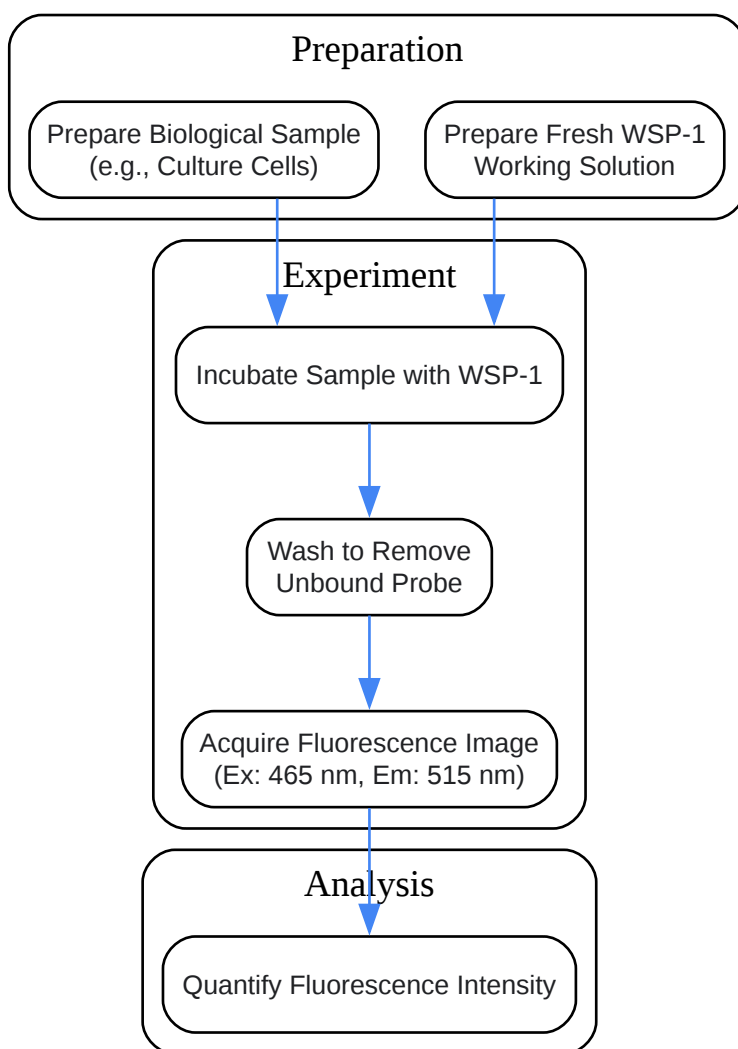 Preparation
Prepare Biological Sample
(e.g., Culture Cells)
Prepare Fresh WSP-1
Working Solution
Experiment
Incubate Sample with WSP-1
Wash to Remove
Unbound Probe
Acquire Fluorescence Image
(Ex: 465 nm, Em: 515 nm)
Analysis
Quantify Fluorescence Intensity